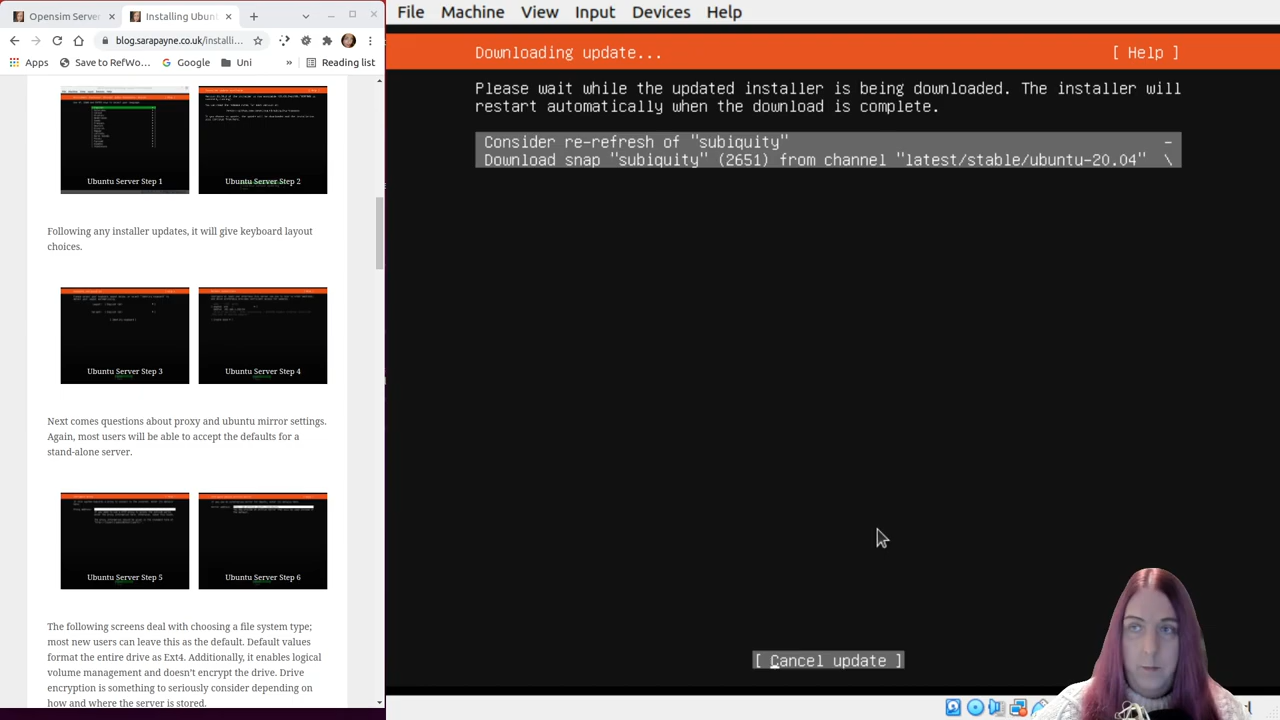 Opensim Server
Installing Ubunt
blog.sarapayne.co.uk/installi...
Apps
Save to RefWo...
Google
Uni
»
Reading list
Ubuntu Server Step 1
Ubuntu Server Step 2
Following any installer updates, it will give keyboard layout
choices.
Ubuntu Server Step 3
Ubuntu Server Step 4
Next comes questions about proxy and ubuntu mirror settings.
Again, most users will be able to accept the defaults for a
stand-alone server.
Ubuntu Server Step 5
Ubuntu Server Step 6
The following screens deal with choosing a file system type;
most new users can leave this as the default. Default values
format the entire drive as Ext4. Additionally, it enables logical
volume management and doesn't encrypt the drive. Drive
encryption is something to seriously consider depending on
how and where the server is stored.
File Machine View Input Devices Help
Downloading update... [ Help ]
Please wait while the updated installer is being downloaded. The installer will
restart automatically when the download is complete.
Consider re-refresh of "subiquity" -
Download snap "subiquity" (2651) from channel "latest/stable/ubuntu-20.04" \
[ Cancel update ]